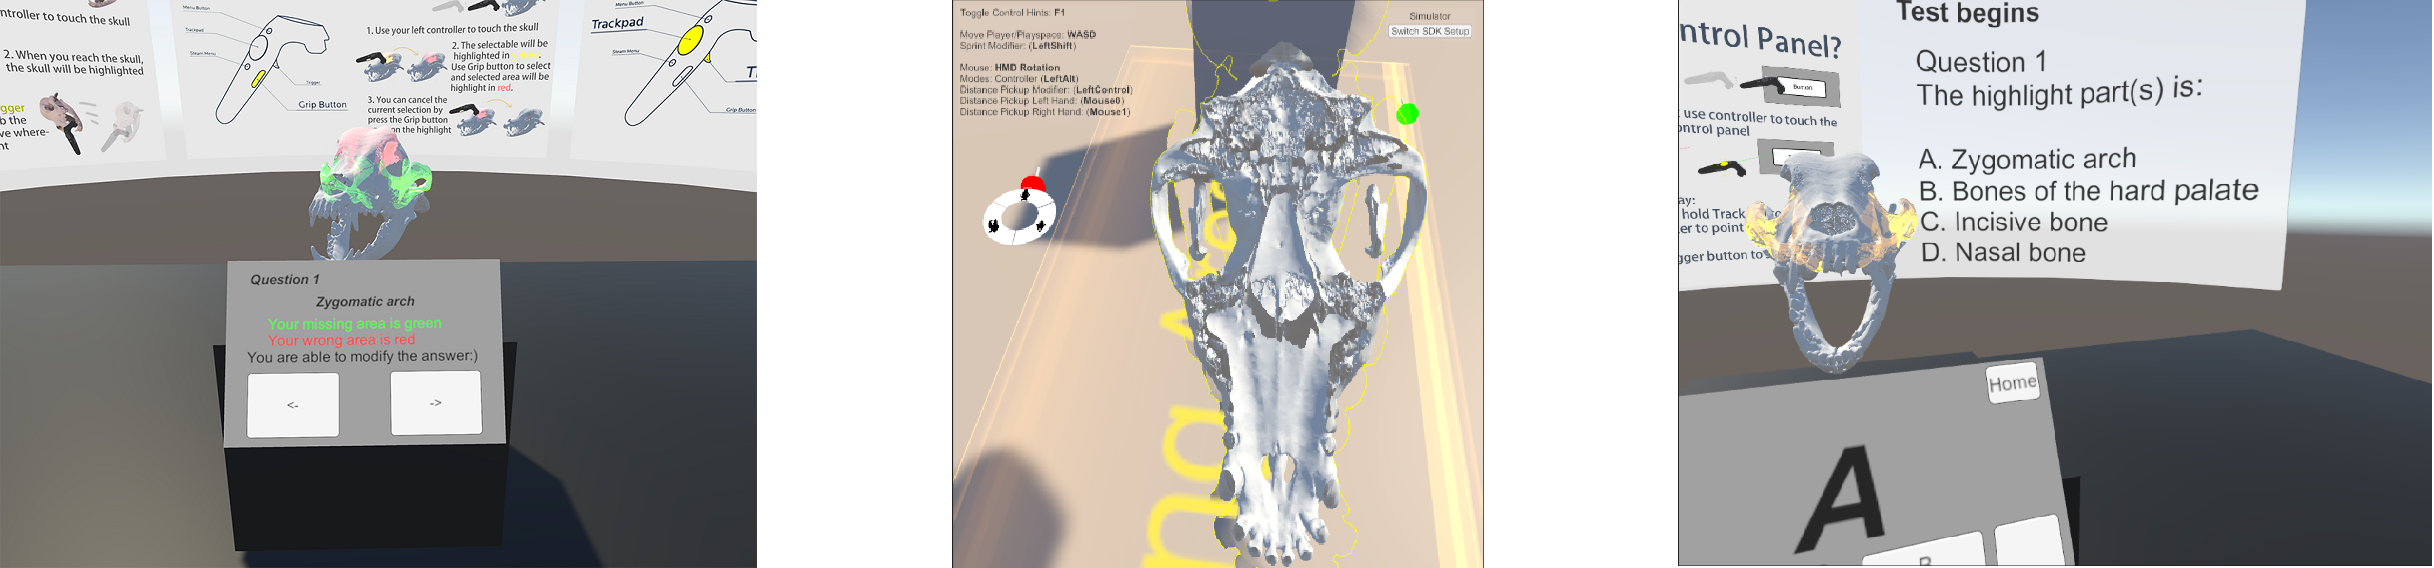 ntroller to touch the skull
2. When you reach the skull,
the skull will be highlighted
gger
b the
ve where-
nt
Menu Button
Trackpad
Steam Menu
Trigger
Grip Button
1. Use your left controller to touch the skull
2. The selectable will be
highlighted in
Use Grip button to select
and selected area will be
highlight in red.
3. You can cancel the
current selection by
press the Grip button
on the highlight
Menu Button
Trackpad
Steam Menu
Grip Button
Question 1
Zygomatic arch
Your missing area is green
Your wrong area is red
You are able to modify the answer:)
<-
->
Toggle Control Hints: F1
Move Player/Playspace: WASD
Sprint Modifier: (LeftShift)
Mouse: HMD Rotation
Modes: Controller (LeftAlt)
Distance Pickup Modifier: (LeftControl)
Distance Pickup Left Hand: (Mouse0)
Distance Pickup Right Hand: (Mouse1)
Simulator
Switch SDK Setup
ntrol Panel?
Button
use controller to touch the
ontrol panel
ay:
hold Track
er to point
gger button to
Test begins
Question 1
The highlight part(s) is:
A. Zygomatic arch
B. Bones of the hard palate
C. Incisive bone
D. Nasal bone
Home
A
B